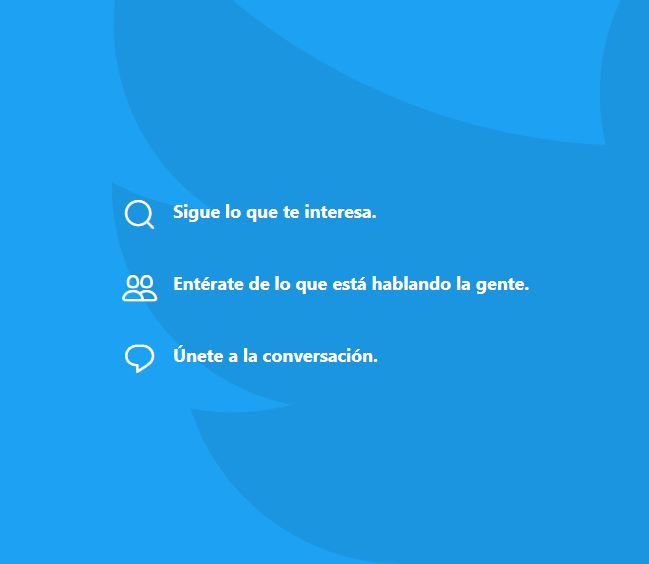 Sigue lo que te interesa.
Entérate de lo que está hablando la gente.
Únete a la conversación.